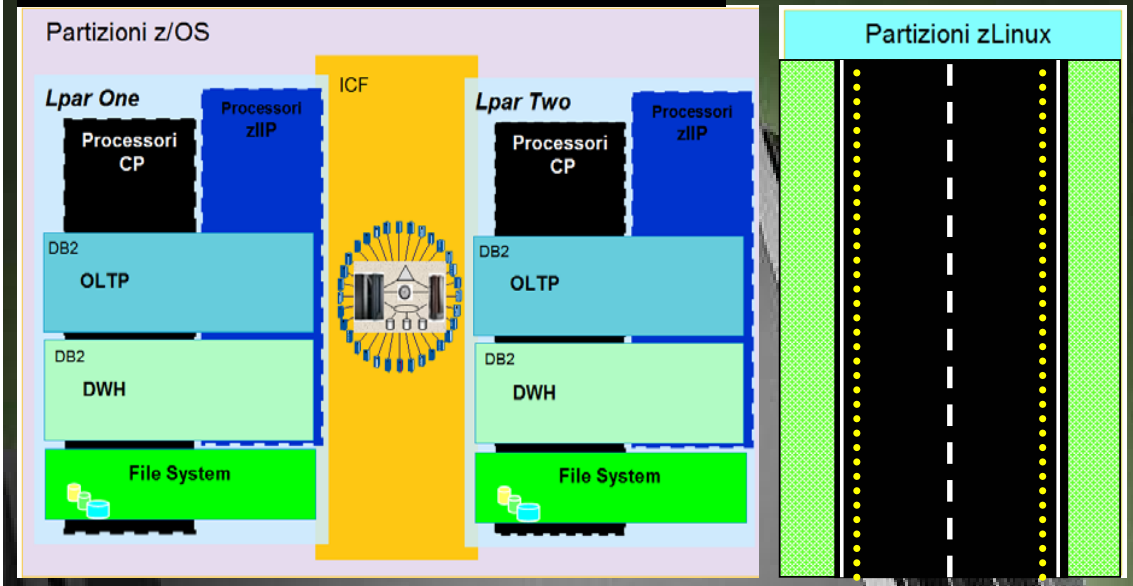 Partizioni z/OS
Lpar One
Processori
CP
Processori
zIIP
DB2
OLTP
DB2
DWH
File System
ICF
Lpar Two
Processori
CP
Processori
zIIP
DB2
OLTP
DB2
DWH
File System
Partizioni zLinux